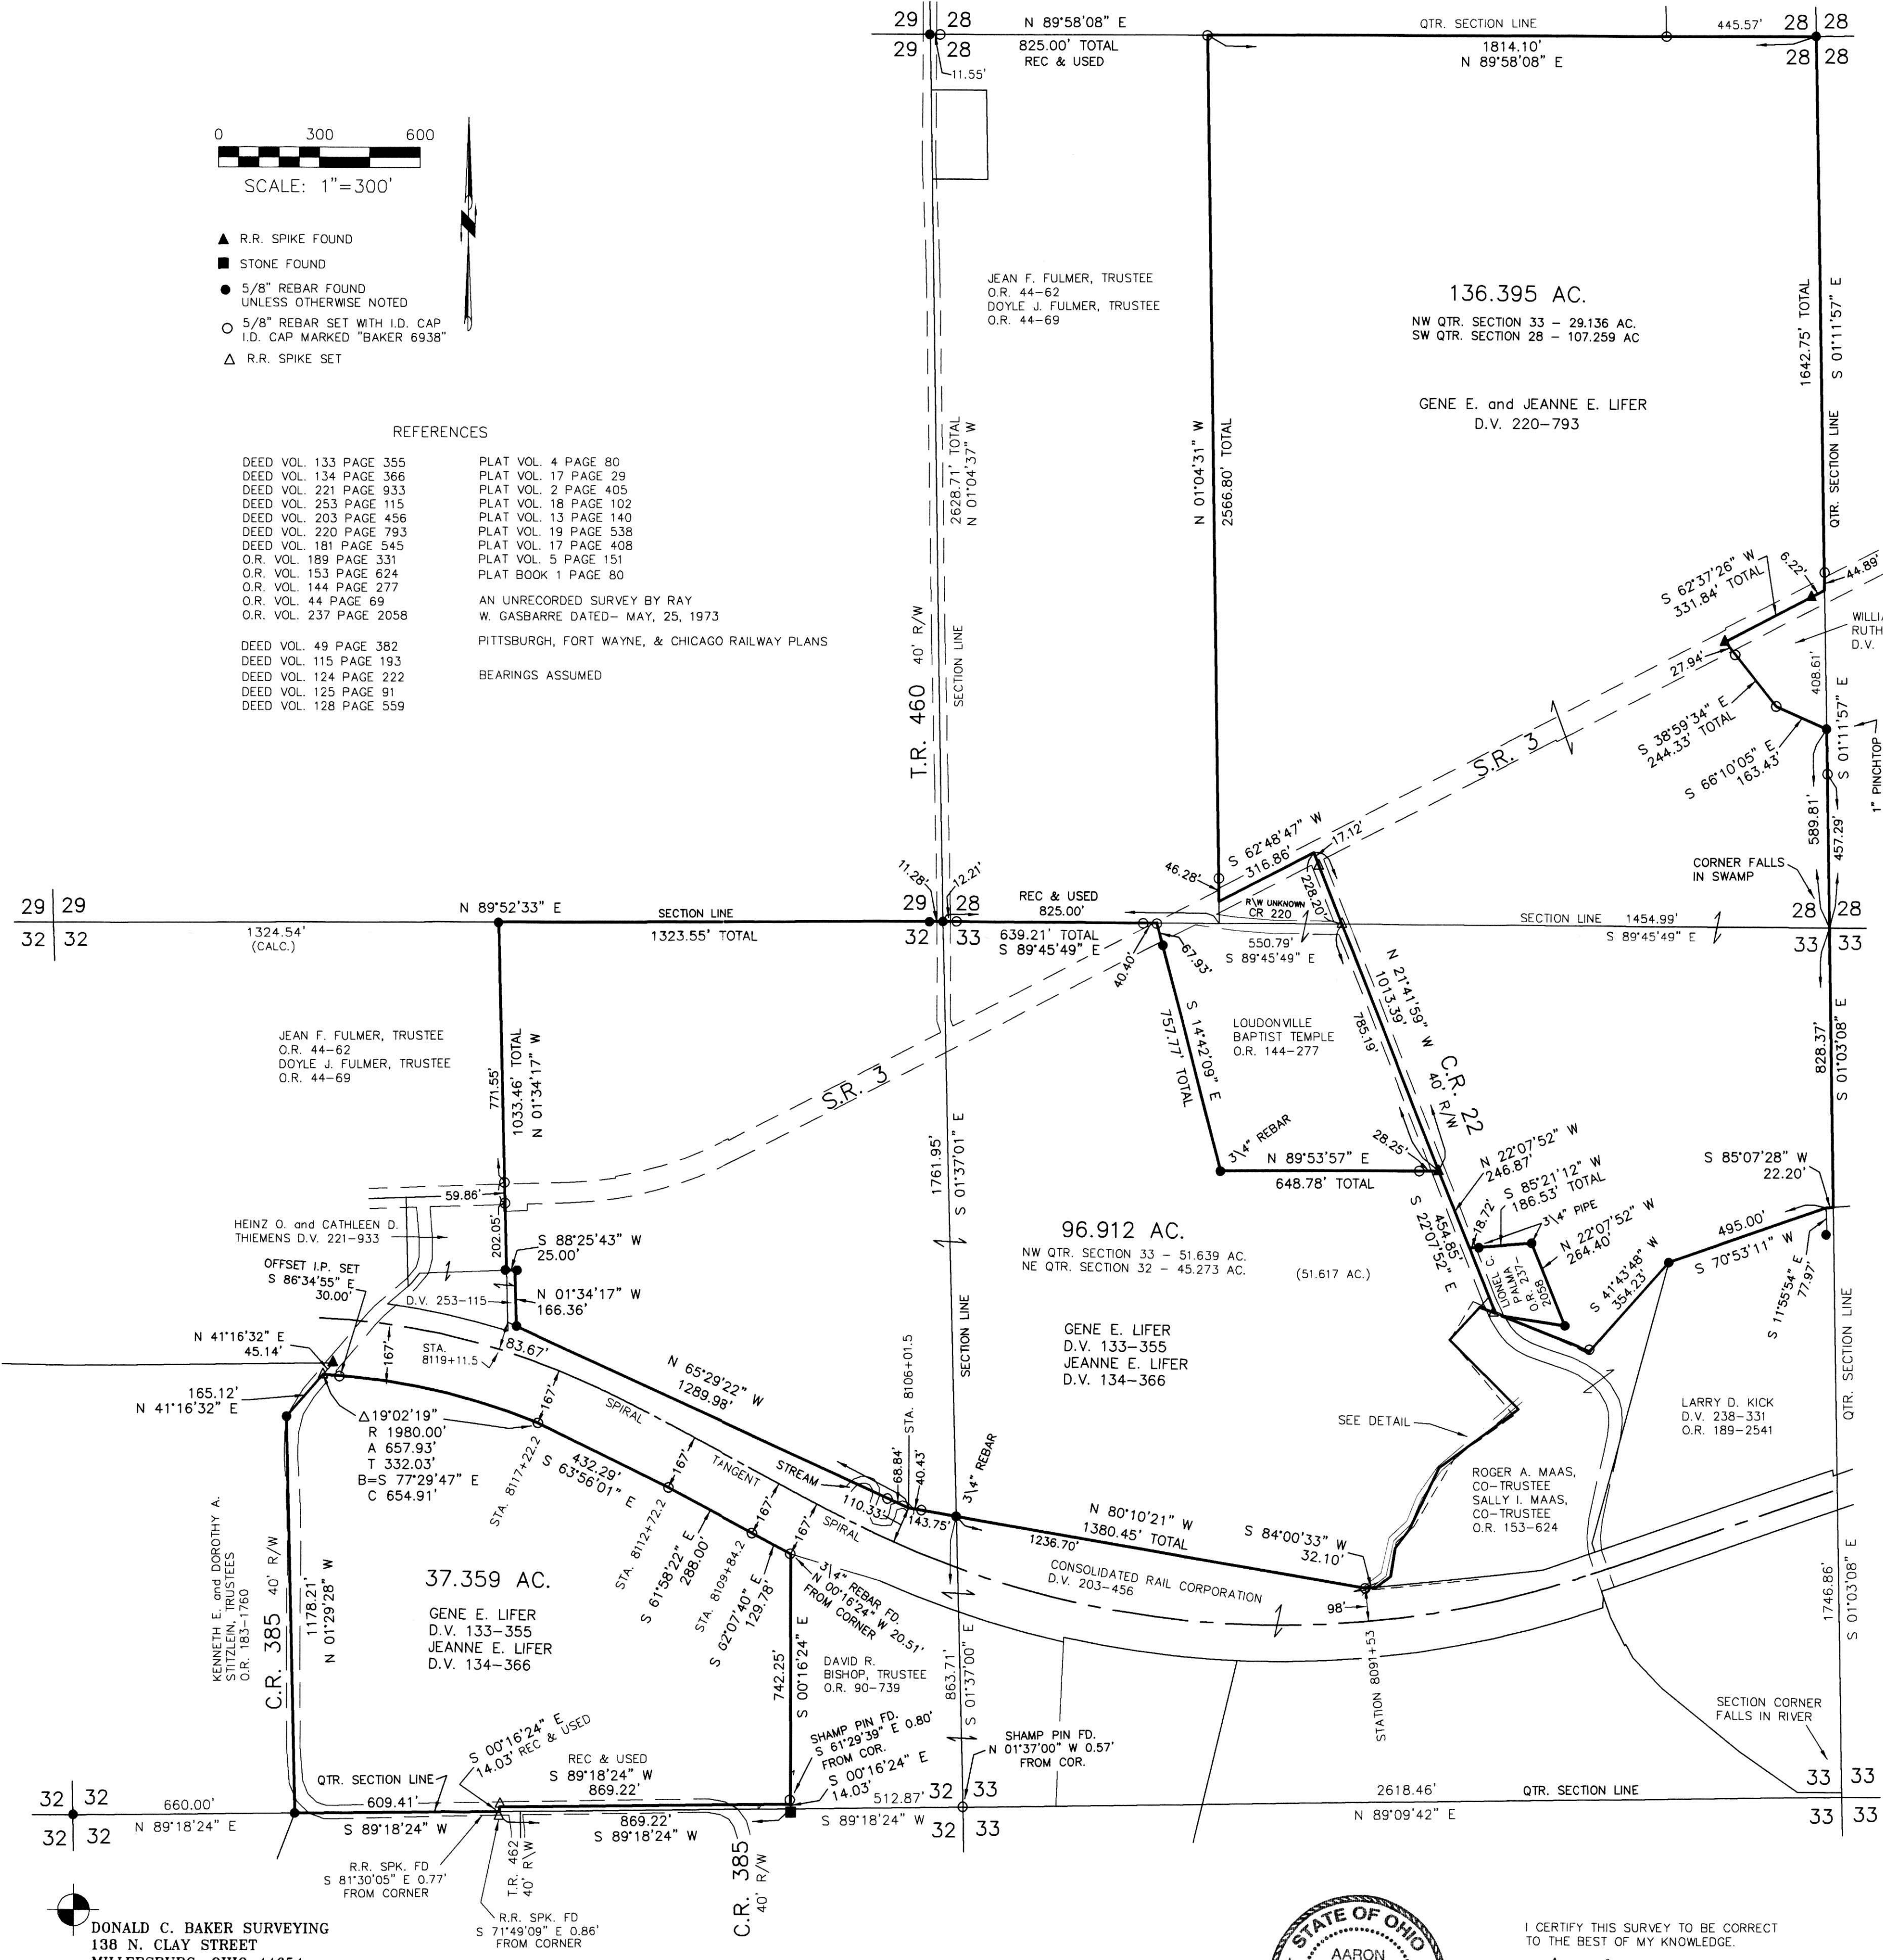 29 28
29 28
N 89°58'08" E
825.00' TOTAL
REC & USED
11.55'
QTR. SECTION LINE
1814.10'
N 89°58'08" E
445.57'
28 28
28 28
0 300 600
SCALE: 1"=300'
R.R. SPIKE FOUND
STONE FOUND
5/8" REBAR FOUND
UNLESS OTHERWISE NOTED
5/8" REBAR SET WITH I.D. CAP
I.D. CAP MARKED "BAKER 6938"
R.R. SPIKE SET
REFERENCES
DEED VOL. 133 PAGE 355
DEED VOL. 134 PAGE 366
DEED VOL. 221 PAGE 933
DEED VOL. 253 PAGE 115
DEED VOL. 203 PAGE 456
DEED VOL. 220 PAGE 793
DEED VOL. 181 PAGE 545
O.R. VOL. 189 PAGE 331
O.R. VOL. 153 PAGE 624
O.R. VOL. 144 PAGE 277
O.R. VOL. 44 PAGE 69
O.R. VOL. 237 PAGE 2058
DEED VOL. 49 PAGE 382
DEED VOL. 115 PAGE 193
DEED VOL. 124 PAGE 222
DEED VOL. 125 PAGE 91
DEED VOL. 128 PAGE 559
PLAT VOL. 4 PAGE 80
PLAT VOL. 17 PAGE 29
PLAT VOL. 2 PAGE 405
PLAT VOL. 18 PAGE 102
PLAT VOL. 13 PAGE 140
PLAT VOL. 19 PAGE 538
PLAT VOL. 17 PAGE 408
PLAT VOL. 5 PAGE 151
PLAT BOOK 1 PAGE 80
AN UNRECORDED SURVEY BY RAY
W. GASBARRE DATED- MAY, 25, 1973
PITTSBURGH, FORT WAYNE, & CHICAGO RAILWAY PLANS
BEARINGS ASSUMED
JEAN F. FULMER, TRUSTEE
O.R. 44-62
DOYLE J. FULMER, TRUSTEE
O.R. 44-69
136.395 AC.
NW QTR. SECTION 33 - 29.136 AC.
SW QTR. SECTION 28 - 107.259 AC
GENE E. and JEANNE E. LIFER
D.V. 220-793
1642.75' TOTAL
S 01°11'57" E
QTR. SECTION LINE
2628.71' TOTAL
N 01°04'37" W
N 01°04'31" W
2566.80' TOTAL
T.R. 460 40' R/W
SECTION LINE
S 62°37'26" W
331.84' TOTAL
6.22'
44.89'
WILLI
RUTH
D.V.
27.94'
408.61'
S 38°59'34" E
244.33' TOTAL
S 66°10'05" E
163.43'
S 01°11'57" E
1" PINCHTOP
589.81'
457.29'
S.R. 3
CORNER FALLS
IN SWAMP
S 62°48'47" W
316.86'
17.12'
46.28'
228.20'
R\W UNKNOWN
CR 220
29 29
32 32
1324.54'
(CALC.)
N 89°52'33" E
SECTION LINE
1323.55' TOTAL
11.28'
12.21'
29 28
32 33
REC & USED
825.00'
639.21' TOTAL
S 89°45'49" E
550.79'
S 89°45'49" E
SECTION LINE 1454.99'
S 89°45'49" E
28 28
33 33
40.40'
67.93'
N 21°41'59" W
1013.39'
785.19'
S 14°42'09" E
757.77' TOTAL
LOUDONVILLE
BAPTIST TEMPLE
O.R. 144-277
C.R. 22
40' R/W
828.37'
S 01°03'08" E
JEAN F. FULMER, TRUSTEE
O.R. 44-62
DOYLE J. FULMER, TRUSTEE
O.R. 44-69
771.55'
1033.46' TOTAL
N 01°34'17" W
S.R. 3
1761.95'
S 01°37'01" E
3\4" REBAR
N 89°53'57" E
648.78' TOTAL
28.25'
N 22°07'52" W
246.87'
S 85°21'12" W
186.53' TOTAL
18.72'
3\4" PIPE
N 22°07'52" W
264.40'
454.85'
S 22°07'52" E
LIONEL C.
PALMA
O.R. 237-
2058
S 41°43'48" W
354.23'
495.00'
S 70°53'11" W
S 85°07'28" W
22.20'
S 11°55'54" E
77.97'
59.86'
202.05'
HEINZ O. and CATHLEEN D.
THIEMENS D.V. 221-933
S 88°25'43" W
25.00'
OFFSET I.P. SET
S 86°34'55" E
30.00'
D.V. 253-115
N 01°34'17" W
166.36'
N 41°16'32" E
45.14'
167'
STA.
8119+11.5
83.67'
165.12'
N 41°16'32" E
△19°02'19"
R 1980.00'
A 657.93'
T 332.03'
B=S 77°29'47" E
C 654.91'
N 65°29'22" W
1289.98'
96.912 AC.
NW QTR. SECTION 33 - 51.639 AC.
NE QTR. SECTION 32 - 45.273 AC.
(51.617 AC.)
GENE E. LIFER
D.V. 133-355
JEANNE E. LIFER
D.V. 134-366
SECTION LINE
QTR. SECTION LINE
SEE DETAIL
LARRY D. KICK
D.V. 238-331
O.R. 189-2541
ROGER A. MAAS,
CO-TRUSTEE
SALLY I. MAAS,
CO-TRUSTEE
O.R. 153-624
167'
SPIRAL
TANGENT
STREAM
SPIRAL
STA. 8106+01.5
68.84'
40.43'
3\4" REBAR
110.33'
143.75'
STA. 8117+22.2
432.29'
S 63°56'01" E
167'
STA. 8112+72.2
S 61°58'22" E
288.00'
167'
STA. 8109+84.2
S 62°07'40" E
129.78'
167'
3\4" REBAR FD.
N 00°16'24" W 20.51'
FROM CORNER
N 80°10'21" W
1380.45' TOTAL
1236.70'
CONSOLIDATED RAIL CORPORATION
D.V. 203-456
S 84°00'33" W
32.10'
98'
STATION 8091+53
KENNETH E. and DOROTHY A.
STITZLEIN, TRUSTEES
O.R. 183-1760
C.R. 385 40' R/W
1178.21'
N 01°29'28" W
37.359 AC.
GENE E. LIFER
D.V. 133-355
JEANNE E. LIFER
D.V. 134-366
742.25'
S 00°16'24" E
DAVID R.
BISHOP, TRUSTEE
O.R. 90-739
863.71'
S 01°37'00" E
1746.86'
S 01°03'08" E
SHAMP PIN FD.
S 61°29'39" E 0.80'
FROM COR.
S 00°16'24" E
14.03'
SHAMP PIN FD.
N 01°37'00" W 0.57'
FROM COR.
SECTION CORNER
FALLS IN RIVER
S 00°16'24" E
14.03' REC & USED
REC & USED
S 89°18'24" W
869.22'
QTR. SECTION LINE
609.41'
32 32
32 32
660.00'
N 89°18'24" E
S 89°18'24" W
869.22'
S 89°18'24" W
512.87'
S 89°18'24" W
32 33
32 33
2618.46'
N 89°09'42" E
QTR. SECTION LINE
33 33
33 33
R.R. SPK. FD
S 81°30'05" E 0.77'
FROM CORNER
T.R. 462
40' R\W
R.R. SPK. FD
S 71°49'09" E 0.86'
FROM CORNER
C.R. 385
40' R/W
DONALD C. BAKER SURVEYING
138 N. CLAY STREET
STATE OF OHIO
AARON
I CERTIFY THIS SURVEY TO BE CORRECT
TO THE BEST OF MY KNOWLEDGE.